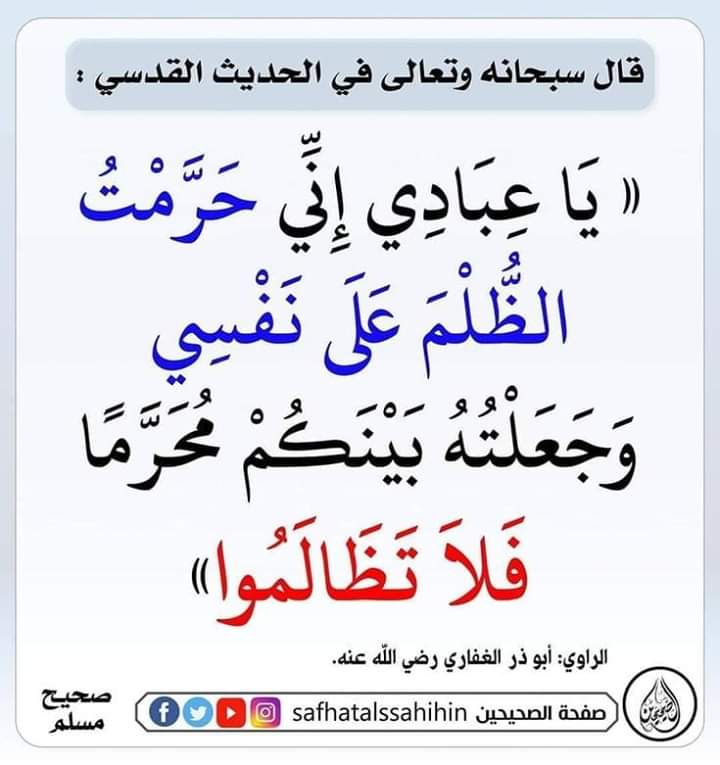 قال سبحانه وتعالى في الحديث القدسي :
(( يَا عِبَادِي إِنِّي حَرَّمْتُ
الظُّلْمَ عَلَى نَفْسِي
وَجَعَلْتُهُ بَيْنَكُمْ مُحَرَّمًا
فَلاَ تَظَالَمُوا))
الراوي: أبو ذر الغفاري رضي الله عنه.
صفحة الصحيحين safhatalssahihin
صحيح
مسلم